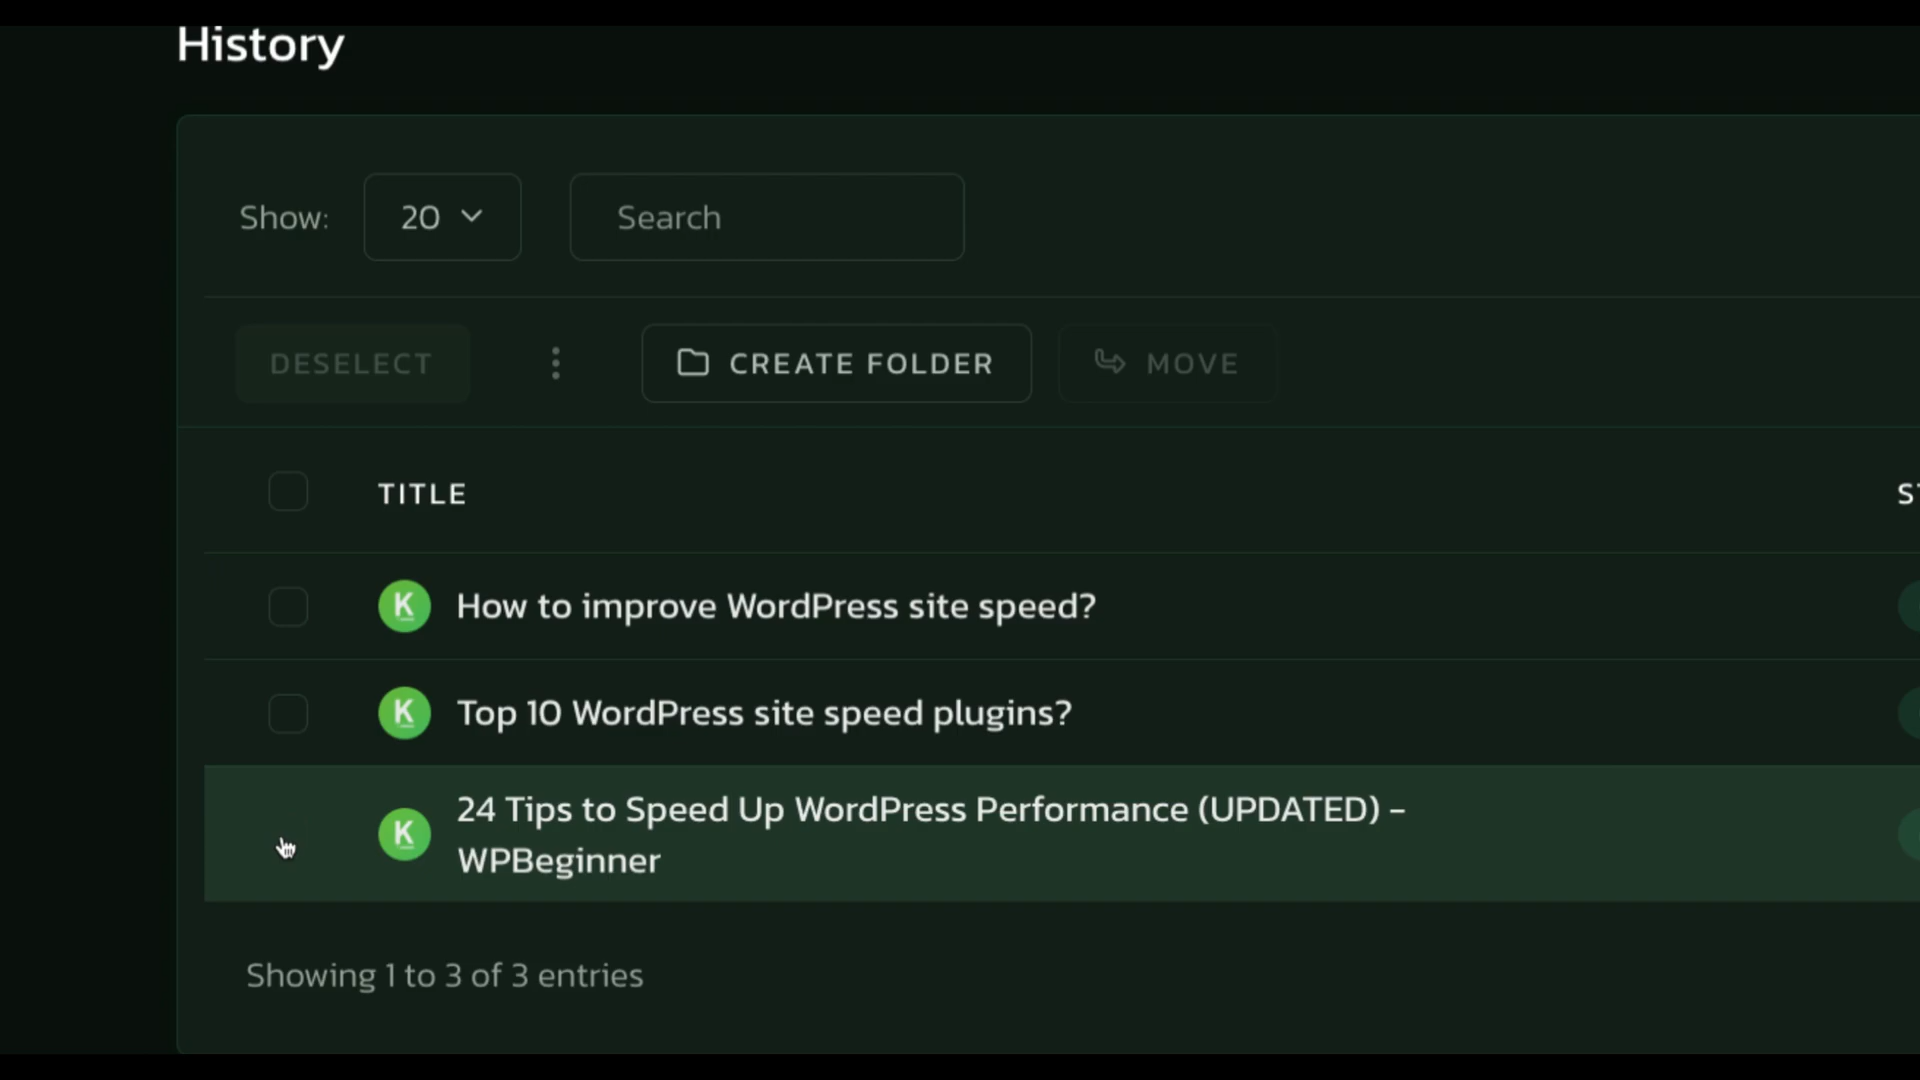 History
Show: 20 Search
DESELECT CREATE FOLDER MOVE
TITLE
K How to improve WordPress site speed?
K Top 10 WordPress site speed plugins?
K 24 Tips to Speed Up WordPress Performance (UPDATED) –
WPBeginner
Showing 1 to 3 of 3 entries